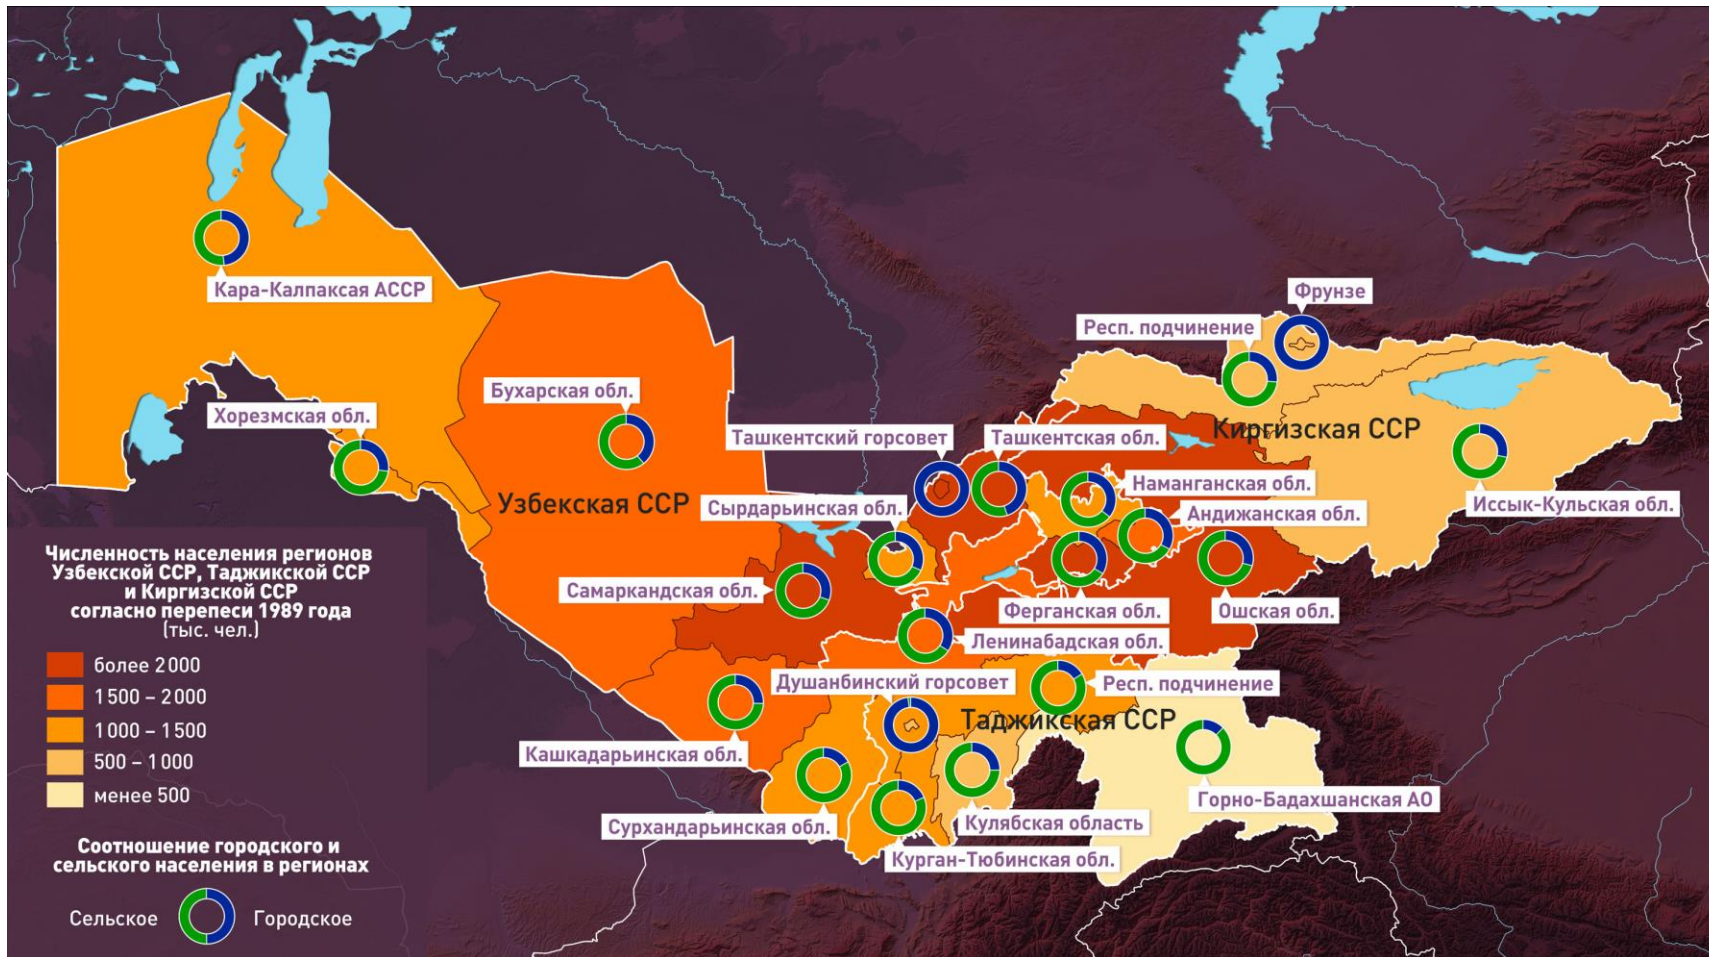 Фрунзе
Респ. подчинение
Кара-Калпаксая АССР
Бухарская обл.
Хорезмская обл.
Ташкентский горсовет
Ташкентская обл.
Киргизская ССР
Наманганская обл.
Иссык-Кульская обл.
Узбекская ССР
Сырдарьинская обл.
Андижанская обл.
Самаркандская обл.
Ферганская обл.
Ошская обл.
Ленинабадская обл.
Душанбинский горсовет
Респ. подчинение
Таджикская ССР
Кашкадарьинская обл.
Горно-Бадахшанская АО
Сурхандарьинская обл.
Кулябская область
Курган-Тюбинская обл.
Численность населения регионов
Узбекской ССР, Таджикской ССР
и Киргизской ССР
согласно перепеси 1989 года
(тыс. чел.)
более 2 000
1 500 – 2 000
1 000 – 1 500
500 – 1 000
менее 500
Соотношение городского и
сельского населения в регионах
Сельское
Городское